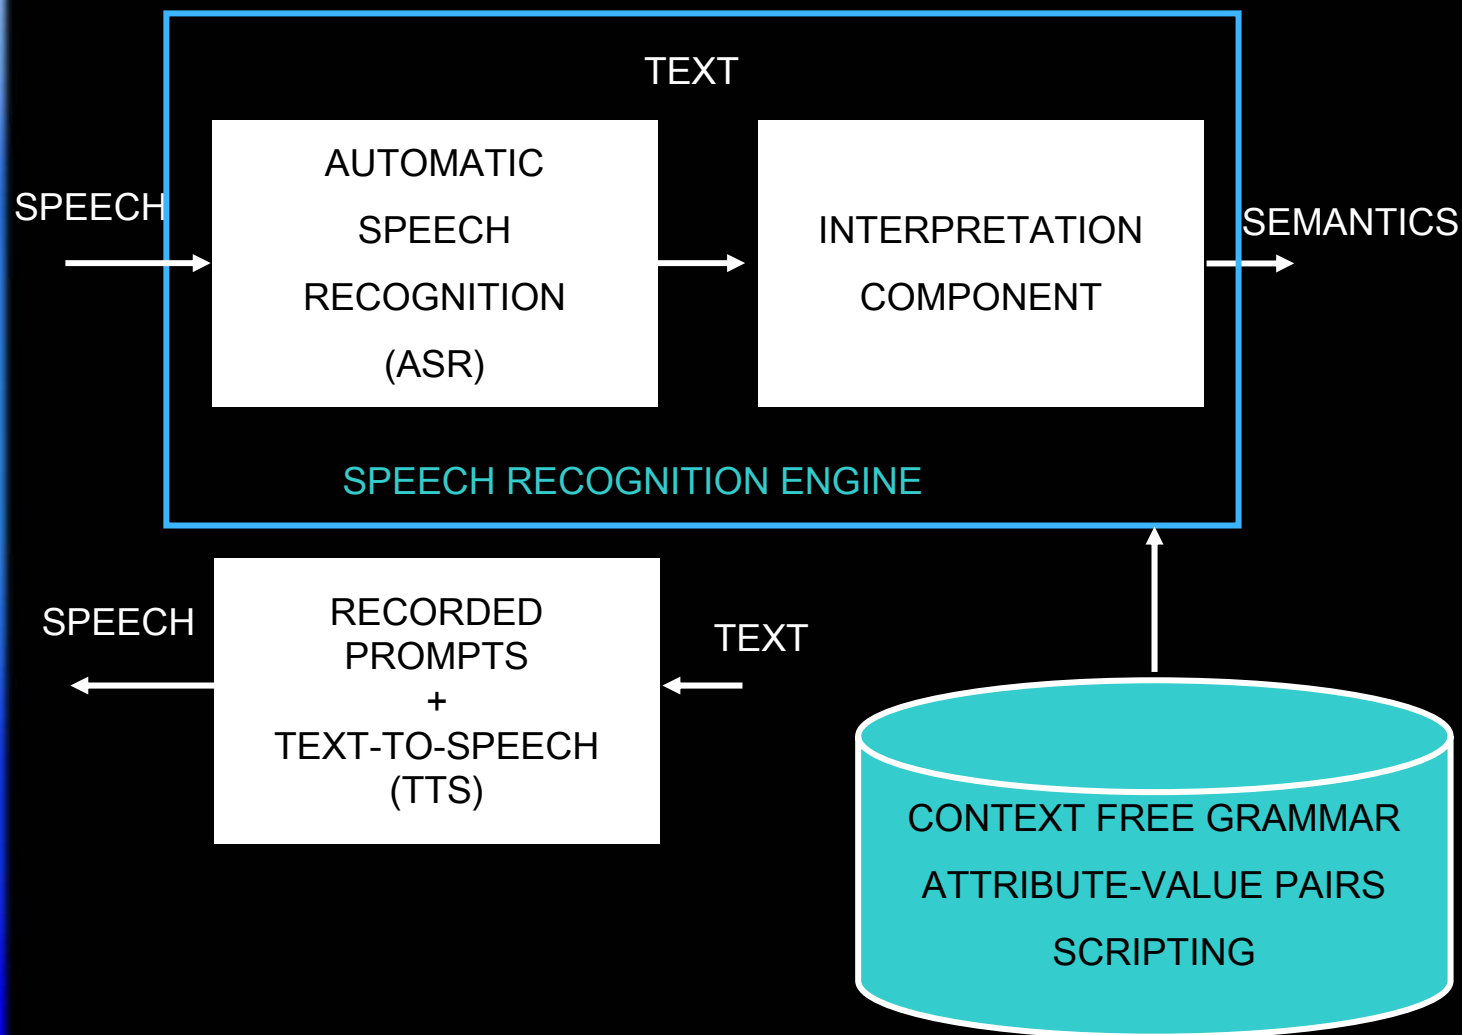 TEXT
SPEECH
AUTOMATIC
SPEECH
RECOGNITION
(ASR)
INTERPRETATION
COMPONENT
SEMANTICS
SPEECH RECOGNITION ENGINE
SPEECH
RECORDED
PROMPTS
+
TEXT-TO-SPEECH
(TTS)
TEXT
CONTEXT FREE GRAMMAR
ATTRIBUTE-VALUE PAIRS
SCRIPTING